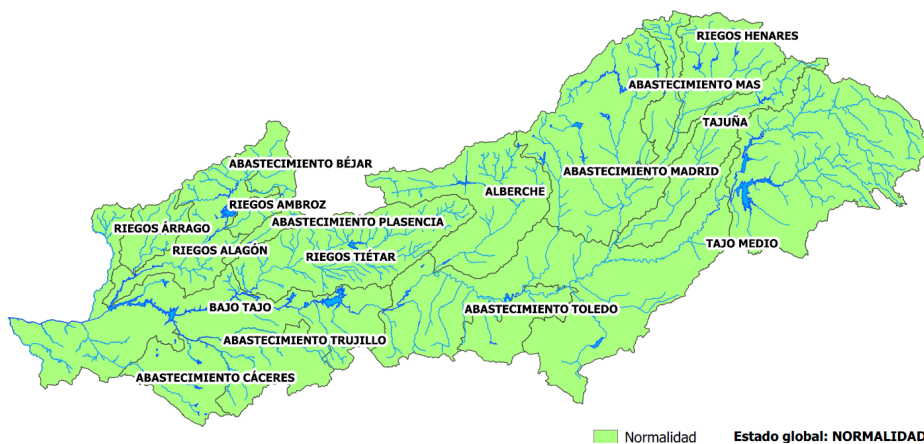 RIEGOS HENARES
ABASTECIMIENTO MAS
TAJUÑA
ABASTECIMIENTO BÉJAR
ABASTECIMIENTO MADRID
ALBERCHE
RIEGOS AMBROZ
ABASTECIMIENTO PLASENCIA
RIEGOS ÁRRAGO
TAJO MEDIO
RIEGOS ALAGÓN
RIEGOS TIÉTAR
BAJO TAJO
ABASTECIMIENTO TOLEDO
ABASTECIMIENTO TRUJILLO
ABASTECIMIENTO CÁCERES
Normalidad
Estado global: NORMALIDAD